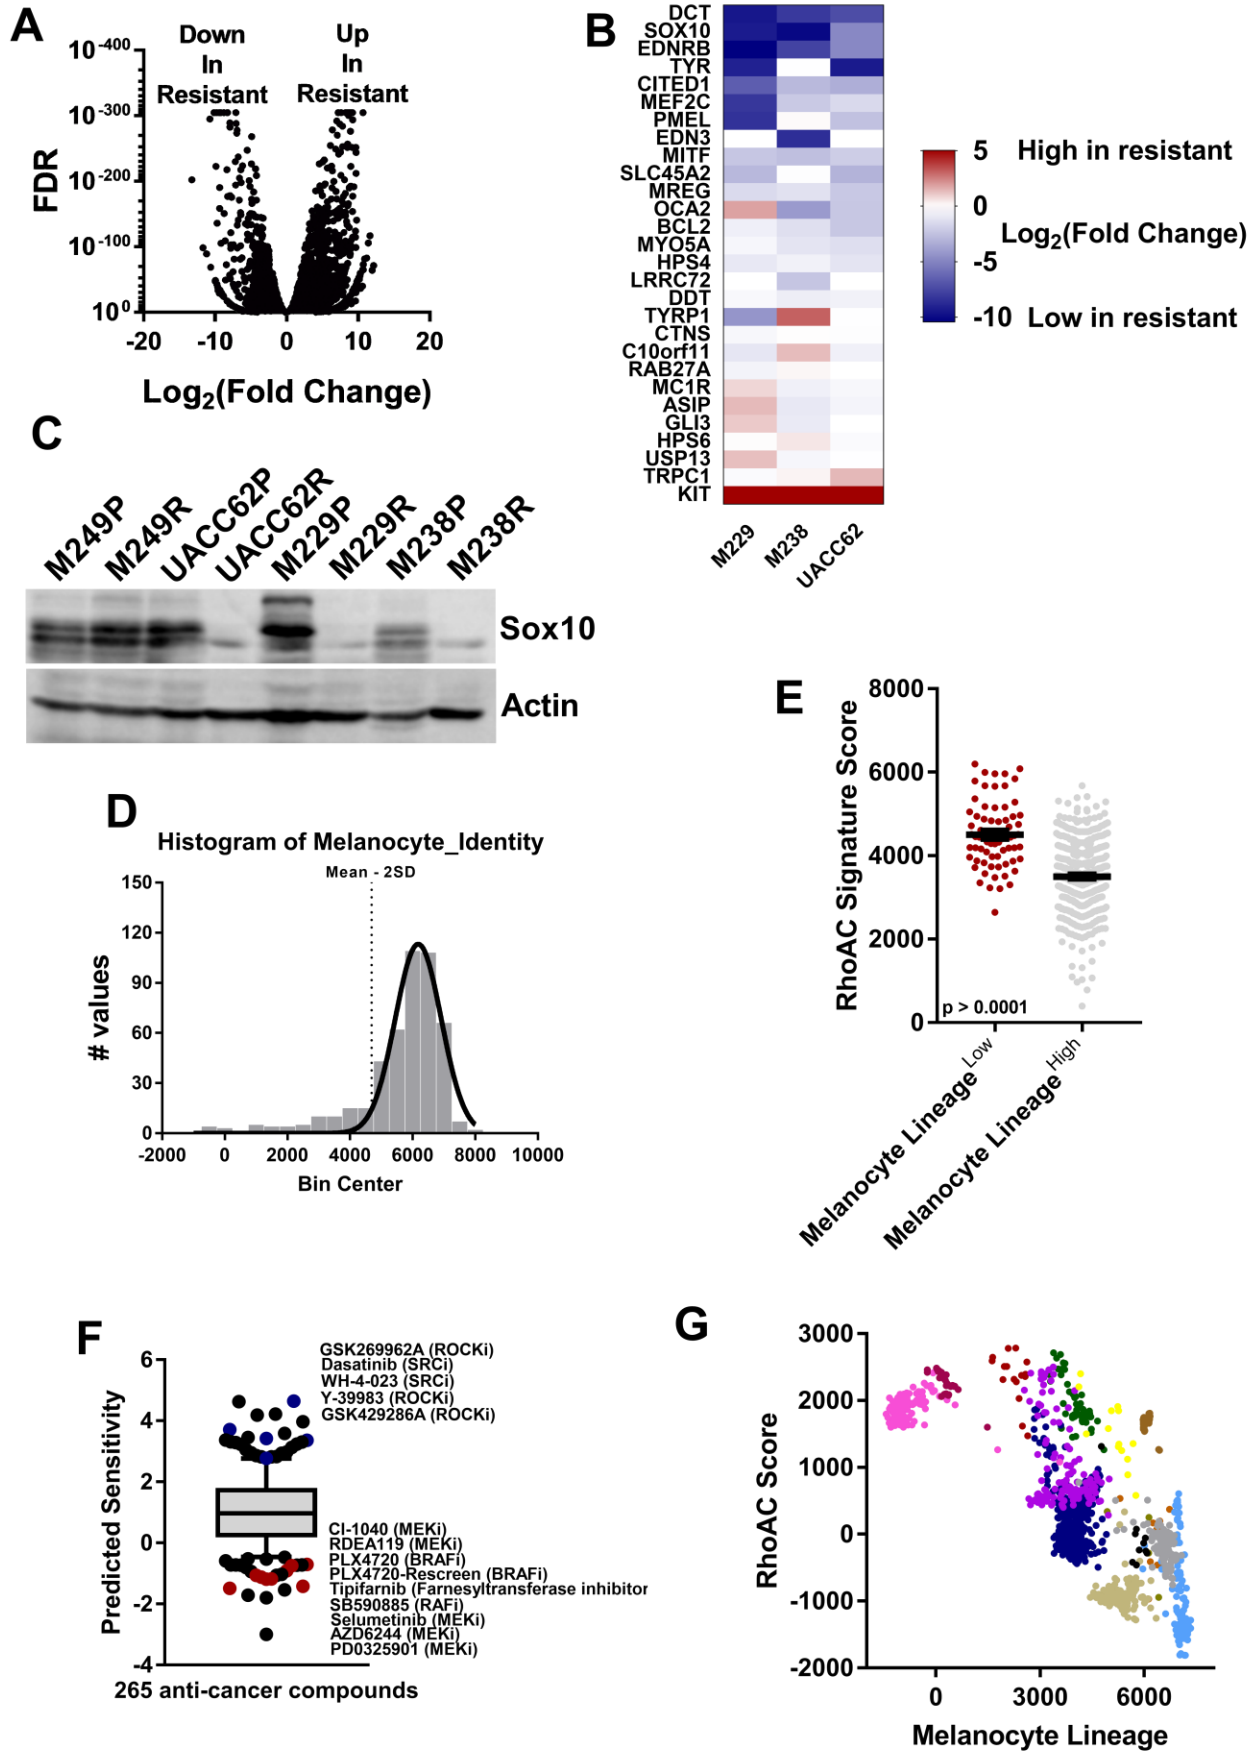 A
Down
In
Resistant
Up
In
Resistant
10^-400
10^-300
10^-200
10^-100
10^0
FDR
-20 -10 0 10 20
Log2(Fold Change)
B
DCT
SOX10
EDNRB
TYR
CITED1
MEF2C
PMEL
EDN3
MITF
SLC45A2
MREG
OCA2
BCL2
MYO5A
HPS4
LRRC72
DDT
TYRP1
CTNS
C10orf11
RAB27A
MC1R
ASIP
GLI3
HPS6
USP13
TRPC1
KIT
M229 M238 UACC62
5
0
-5
-10
High in resistant
Log2(Fold Change)
Low in resistant
C
M249P M249R UACC62P UACC62R M229P M229R M238P M238R
Sox10
Actin
D
Histogram of Melanocyte_Identity
Mean - 2SD
150
120
90
60
30
0
# values
-2000 0 2000 4000 6000 8000 10000
Bin Center
E
8000
6000
4000
2000
0
RhoAC Signature Score
p > 0.0001
Melanocyte Lineage Low
Melanocyte Lineage High
F
6
4
2
0
-2
-4
Predicted Sensitivity
GSK269962A (ROCKi)
Dasatinib (SRCi)
WH-4-023 (SRCi)
Y-39983 (ROCKi)
GSK429286A (ROCKi)
CI-1040 (MEKi)
RDEA119 (MEKi)
PLX4720 (BRAFi)
PLX4720-Rescreen (BRAFi)
Tipifarnib (Farnesyltransferase inhibitor
SB590885 (RAFi)
Selumetinib (MEKi)
AZD6244 (MEKi)
PD0325901 (MEKi)
265 anti-cancer compounds
G
3000
2000
1000
0
-1000
-2000
RhoAC Score
0 3000 6000
Melanocyte Lineage